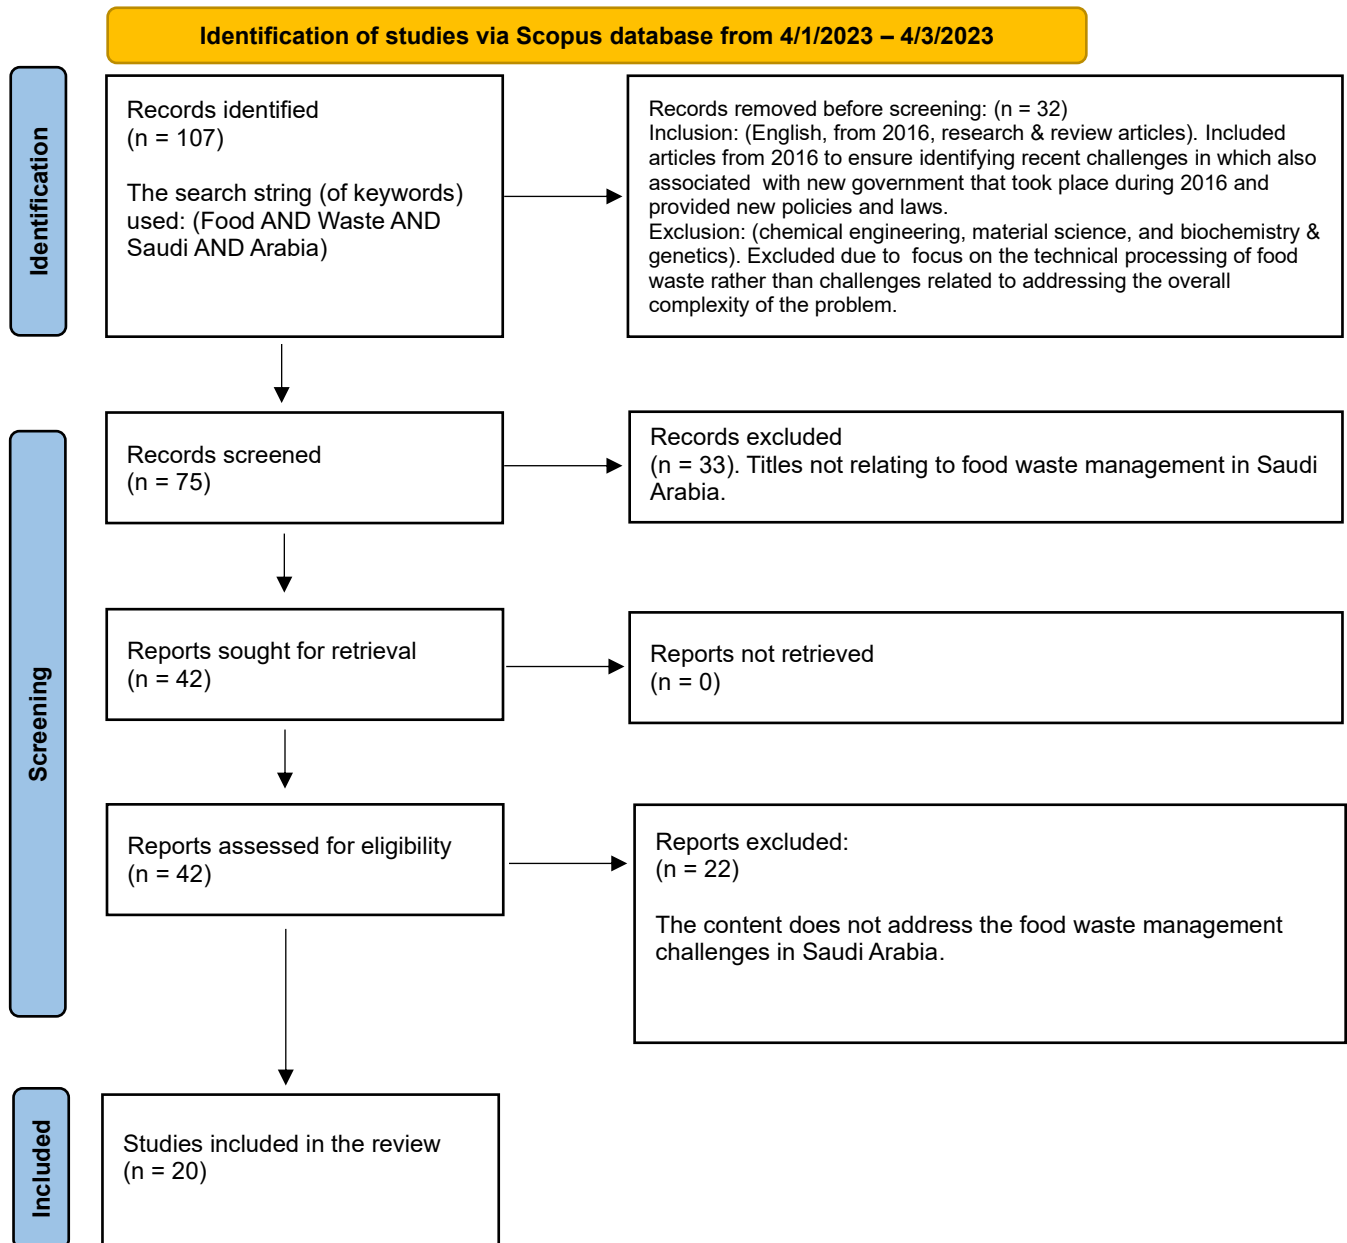 Identification of studies via Scopus database from 4/1/2023 – 4/3/2023
Identification
Records identified
(n = 107)
The search string (of keywords)
used: (Food AND Waste AND
Saudi AND Arabia)
Records removed before screening: (n = 32)
Inclusion: (English, from 2016, research & review articles). Included
articles from 2016 to ensure identifying recent challenges in which also
associated with new government that took place during 2016 and
provided new policies and laws.
Exclusion: (chemical engineering, material science, and biochemistry &
genetics). Excluded due to focus on the technical processing of food
waste rather than challenges related to addressing the overall
complexity of the problem.
Screening
Records screened
(n = 75)
Records excluded
(n = 33). Titles not relating to food waste management in Saudi
Arabia.
Reports sought for retrieval
(n = 42)
Reports not retrieved
(n = 0)
Reports assessed for eligibility
(n = 42)
Reports excluded:
(n = 22)
The content does not address the food waste management
challenges in Saudi Arabia.
Included
Studies included in the review
(n = 20)